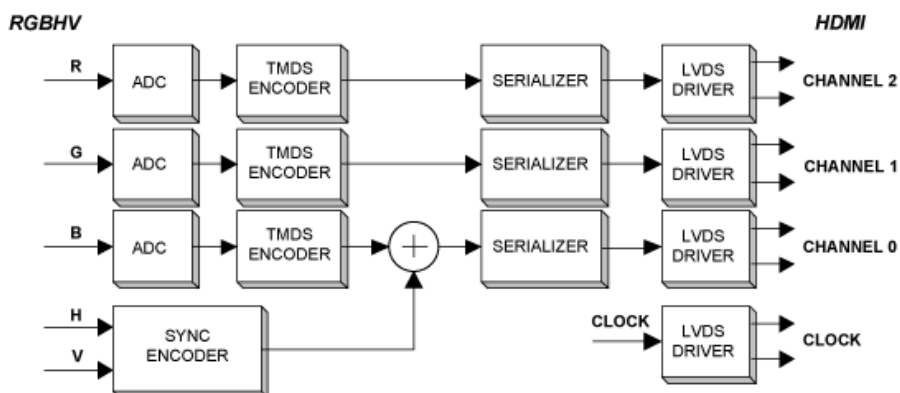 RGBHV HDMI
R ADC TMDS ENCODER SERIALIZER LVDS DRIVER CHANNEL 2
G ADC TMDS ENCODER SERIALIZER LVDS DRIVER CHANNEL 1
B ADC TMDS ENCODER SERIALIZER LVDS DRIVER CHANNEL 0
H
V
SYNC ENCODER
CLOCK LVDS DRIVER CLOCK